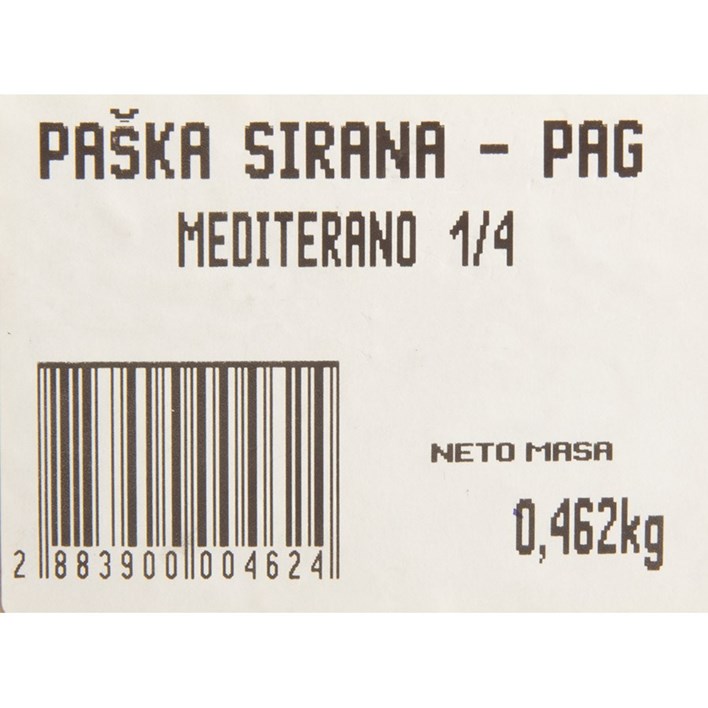 PAŠKA SIRANA - PAG
MEDITERANO 1/4
NETO MASA
0,462kg
2 883900 004624